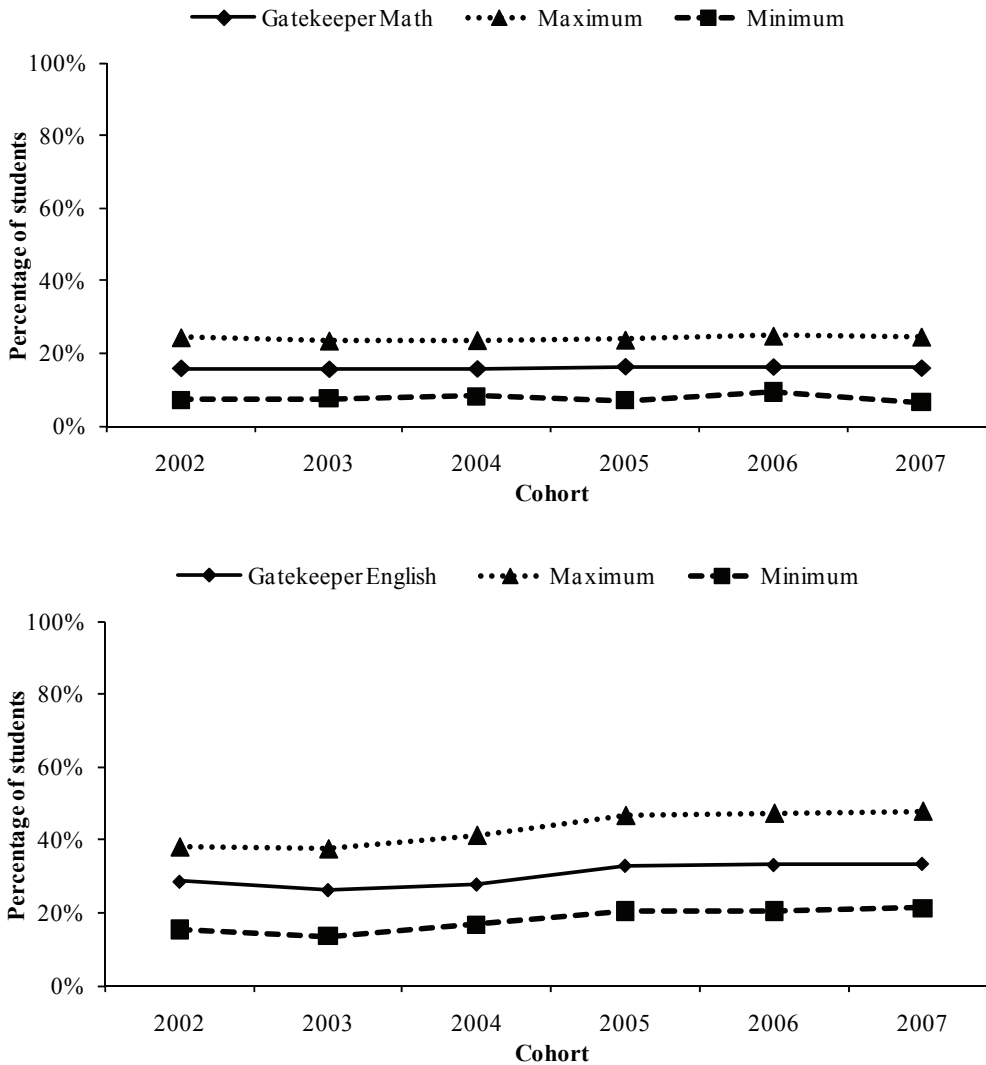 Gatekeeper Math Maximum Minimum
100%
80%
60%
40%
20%
0%
Percentage of students
2002 2003 2004 2005 2006 2007
Cohort
Gatekeeper English Maximum Minimum
100%
80%
60%
40%
20%
0%
Percentage of students
2002 2003 2004 2005 2006 2007
Cohort